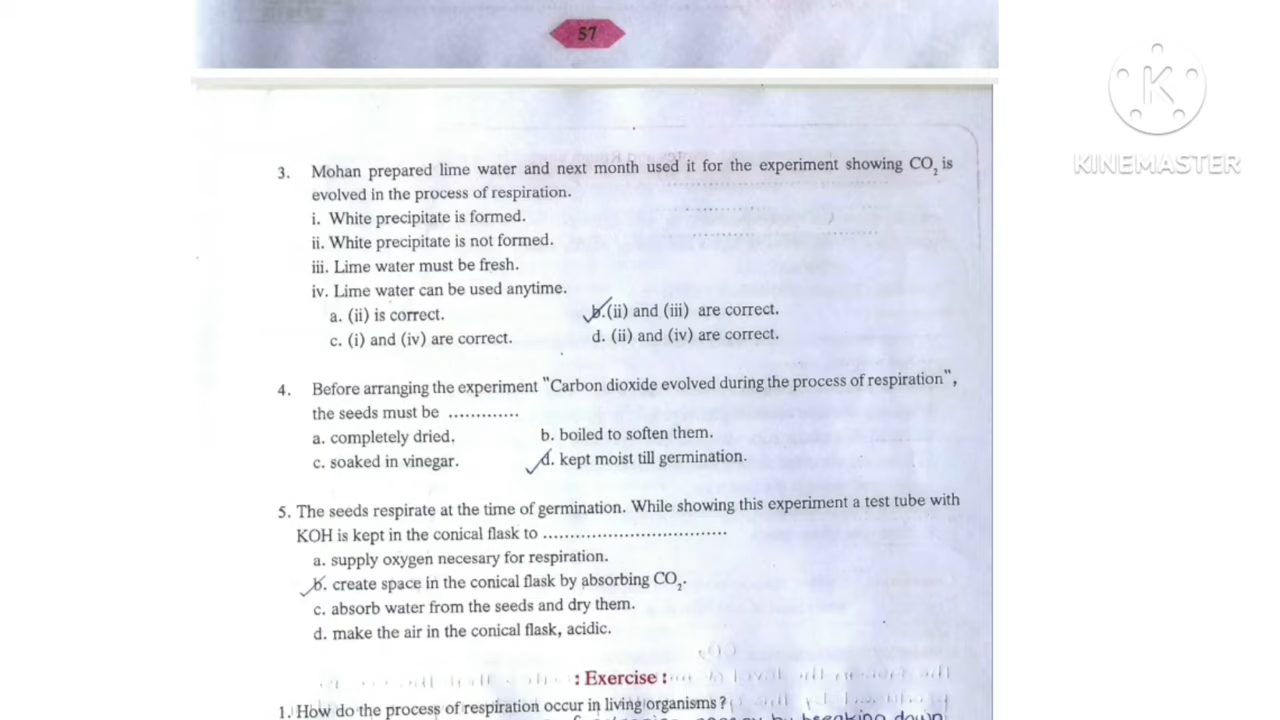 57
KINEMASTER
3. Mohan prepared lime water and next month used it for the experiment showing CO₂ is
evolved in the process of respiration.
i. White precipitate is formed.
ii. White precipitate is not formed.
iii. Lime water must be fresh.
iv. Lime water can be used anytime.
a. (ii) is correct. b. (ii) and (iii) are correct.
c. (i) and (iv) are correct. d. (ii) and (iv) are correct.
4. Before arranging the experiment "Carbon dioxide evolved during the process of respiration",
the seeds must be .............
a. completely dried. b. boiled to soften them.
c. soaked in vinegar. d. kept moist till germination.
5. The seeds respirate at the time of germination. While showing this experiment a test tube with
KOH is kept in the conical flask to .................................
a. supply oxygen necesary for respiration.
b. create space in the conical flask by absorbing CO₂.
c. absorb water from the seeds and dry them.
d. make the air in the conical flask, acidic.
: Exercise :
1. How do the process of respiration occur in living organisms ?
energy by breaking down